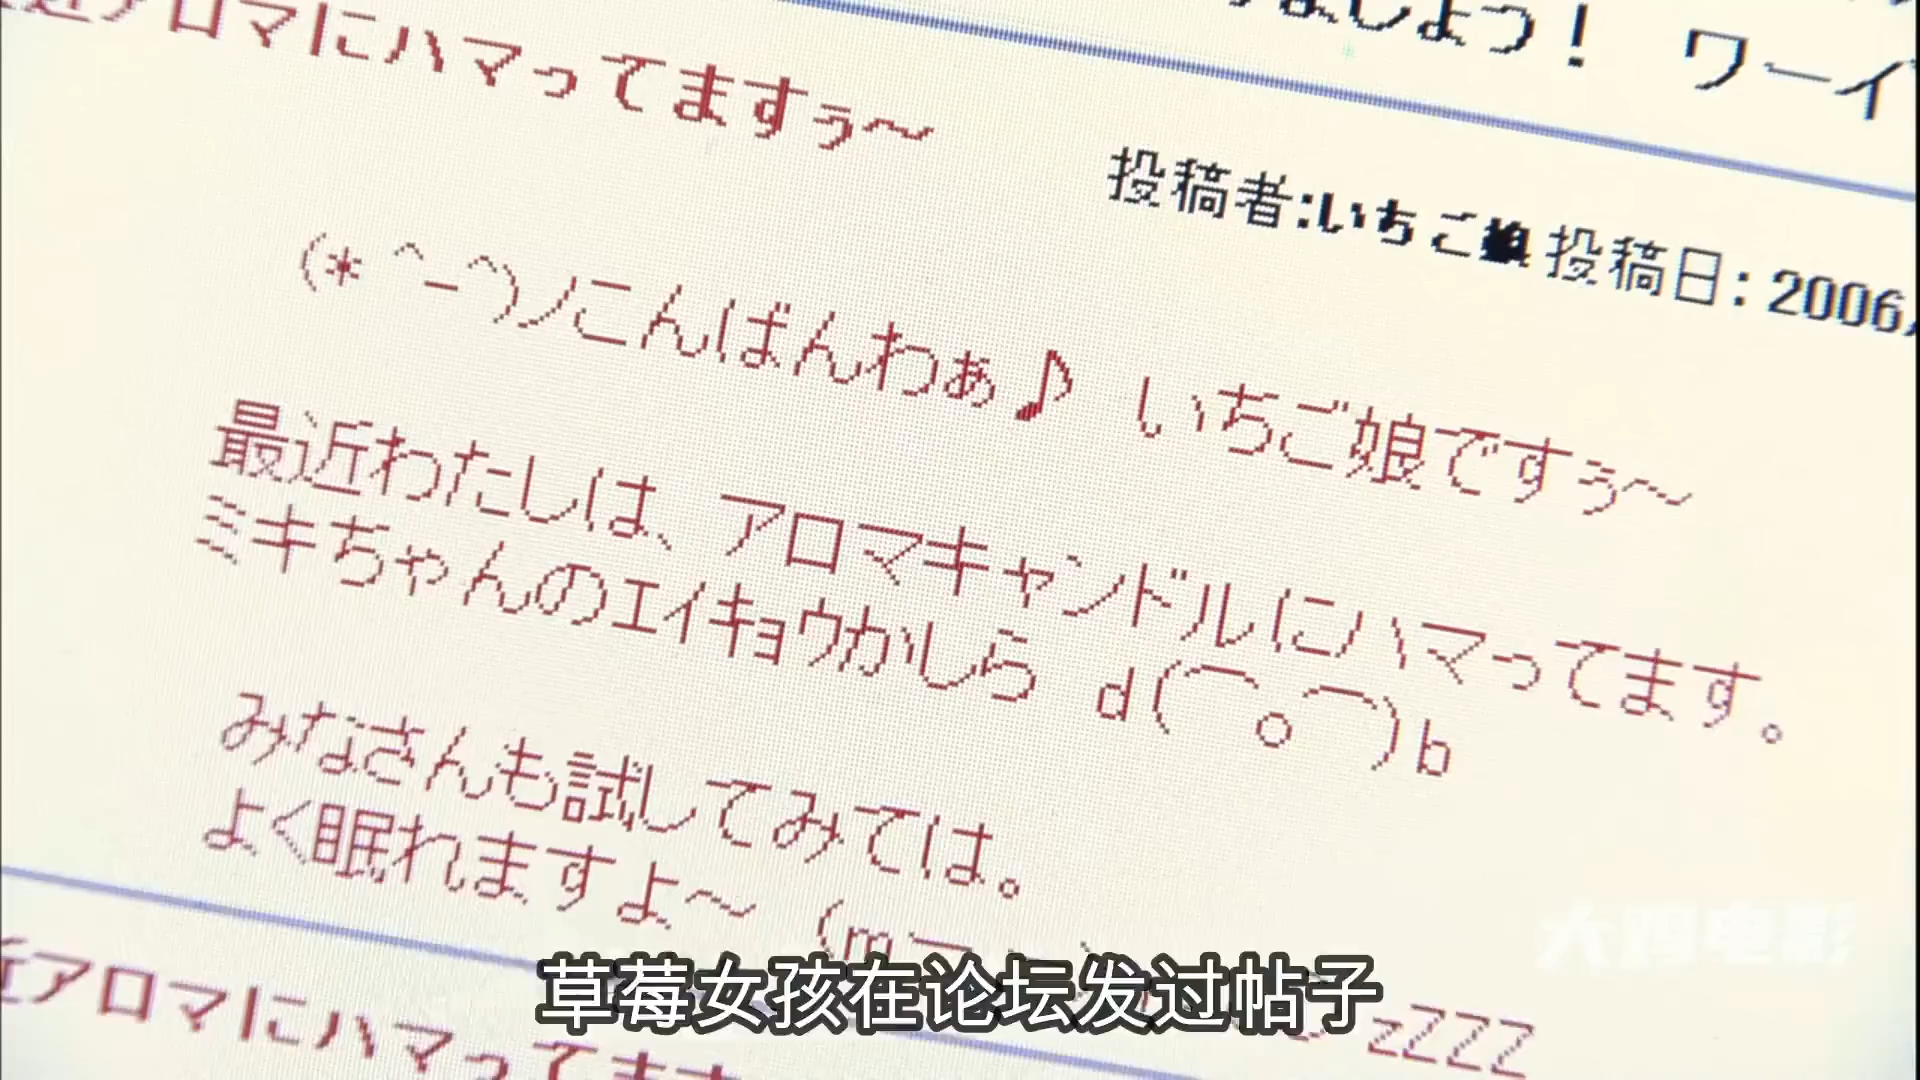 ましょう！ ワーイ
近アロマにハマってますぅ～
投稿者:いちご娘 投稿日: 2006/
(*^-^)ノこんばんわぁ♪ いちご娘ですぅ～
最近わたしは、アロマキャンドルにハマってます。
ミキちゃんのエイキョウかしら d(⌒o⌒)b
みなさんも試してみては。
よく眠れますよ～ (m
zZZZ
近アロマにハマってます
草莓女孩在论坛发过帖子
大鸡电影